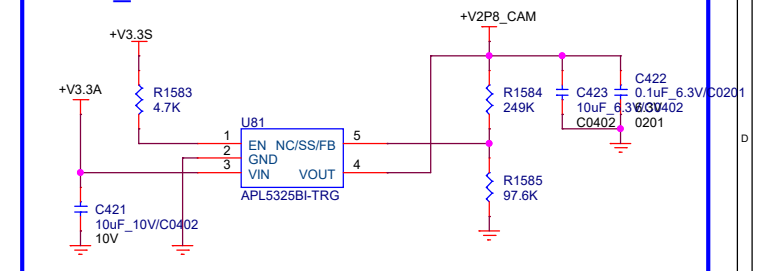 +V2P8_CAM
+V3.3S
+V3.3A
R1583
4.7K
R1584
249K
C423
10uF_6.3V/C0402
C0402
C422
0.1uF_6.3V/C0201
6.3V
0201
U81
1
EN
NC/SS/FB
5
2
GND
3
VIN
VOUT
4
APL5325BI-TRG
R1585
97.6K
C421
10uF_10V/C0402
10V
D